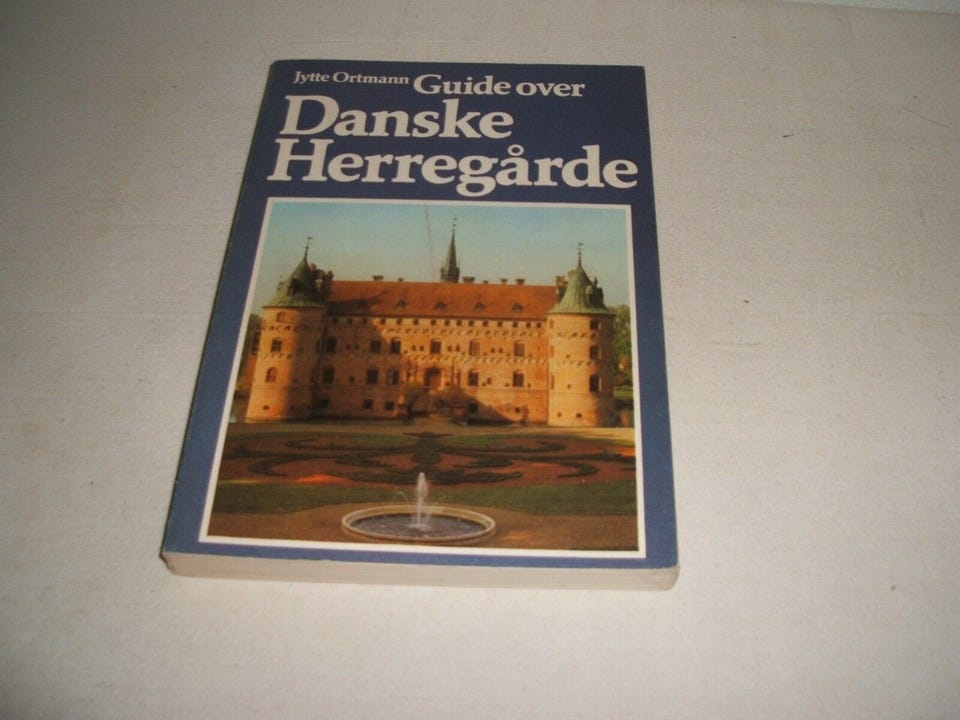 Jytte Ortmann Guide over
Danske
Herregårde